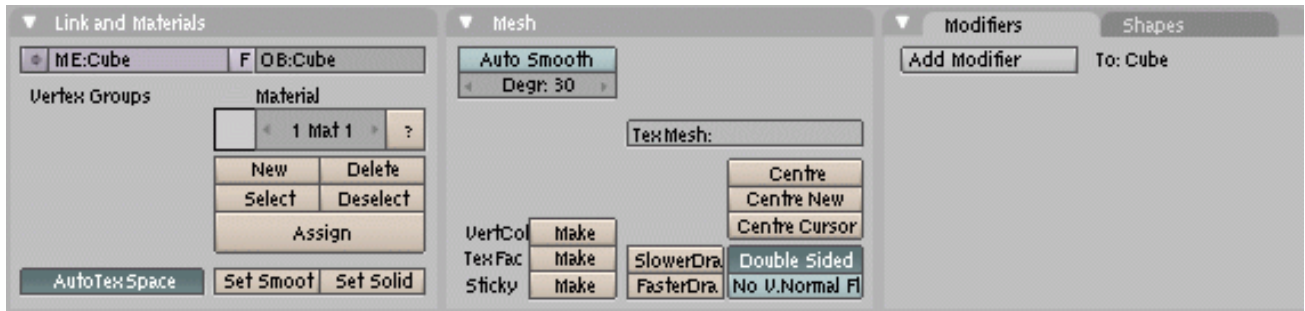 Link and Materials
ME:Cube F OB:Cube
Vertex Groups Material
1 Mat 1 ?
New Delete
Select Deselect
Assign
AutoTexSpace Set Smoot Set Solid
Mesh
Auto Smooth
Degr: 30
TexMesh:
Centre
Centre New
Centre Cursor
VertCol Make
TexFac Make SlowerDra Double Sided
Sticky Make FasterDra No V.Normal Fl
Modifiers Shapes
Add Modifier To: Cube